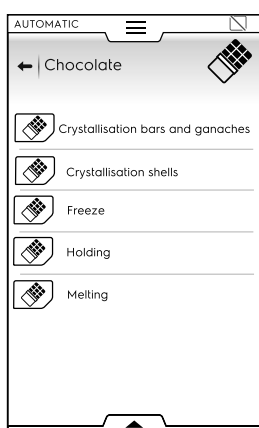 AUTOMATIC
Chocolate
Crystallisation bars and ganaches
Crystallisation shells
Freeze
Holding
Melting